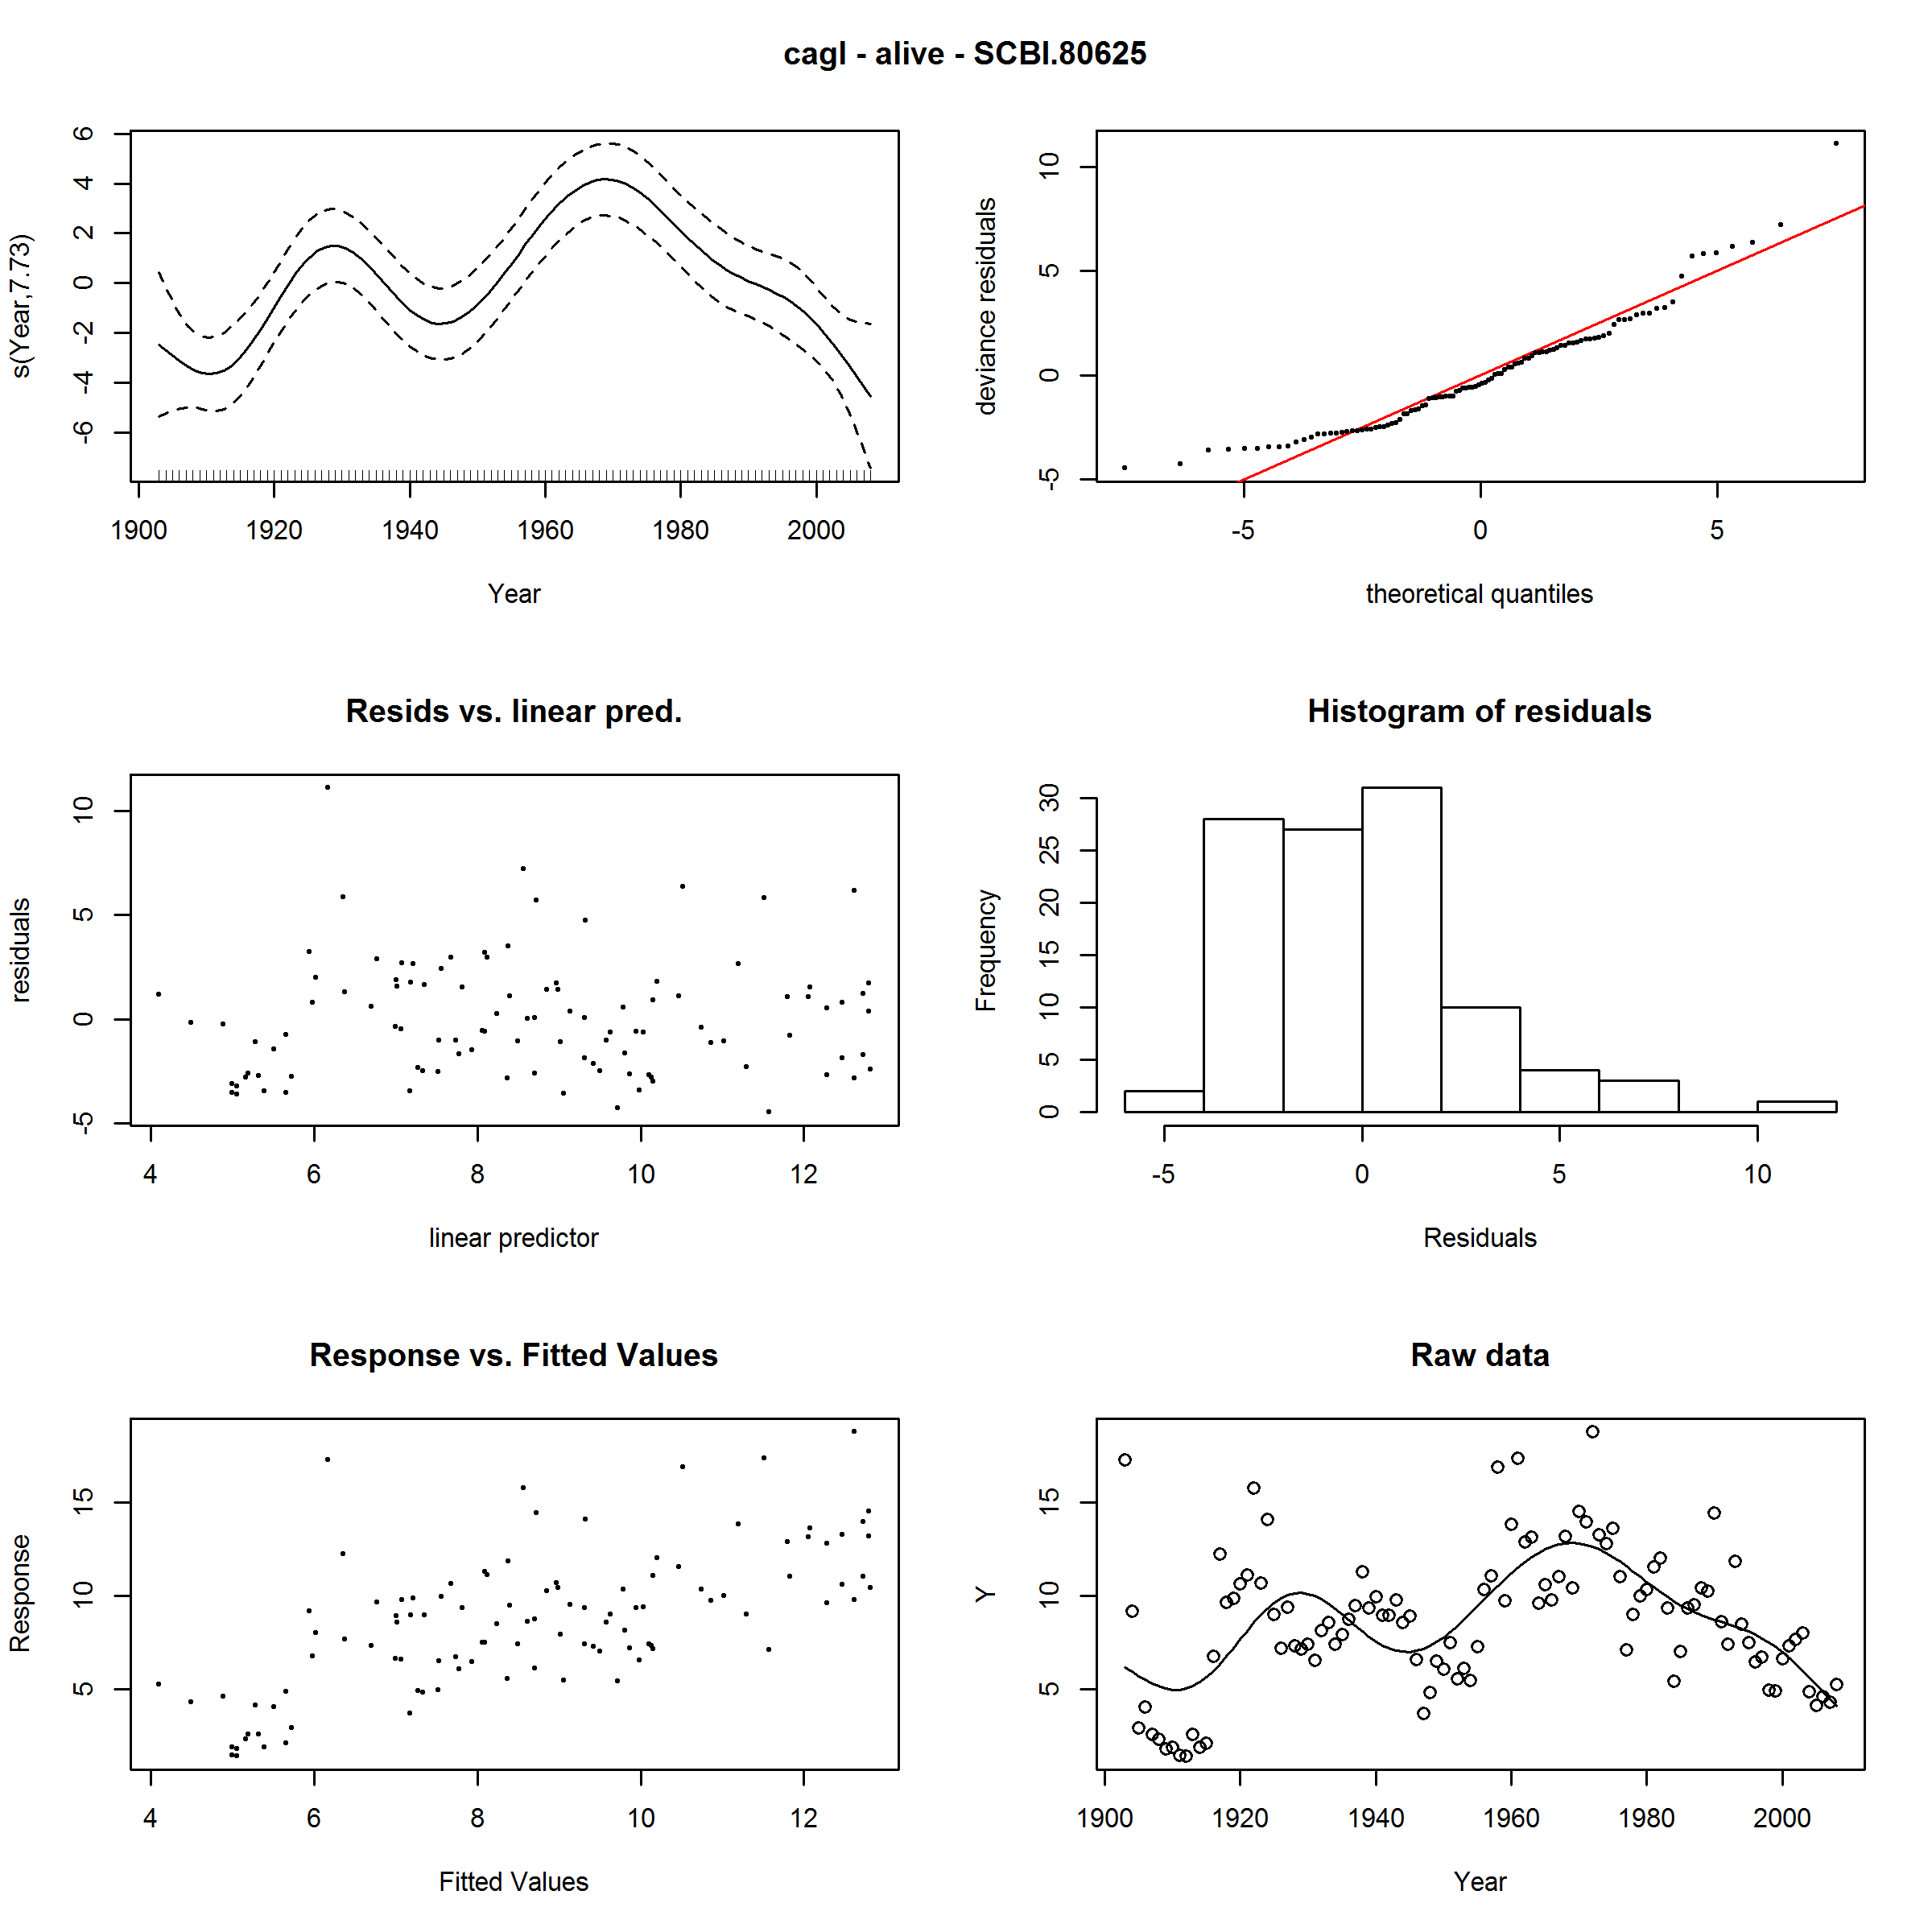 cagl - alive - SCBI.80625
s(Year,7.73)
6
4
2
0
-2
-4
-6
1900 1920 1940 1960 1980 2000
Year
deviance residuals
10
5
0
-5
-5 0 5
theoretical quantiles
Resids vs. linear pred.
residuals
10
5
0
-5
4 6 8 10 12
linear predictor
Histogram of residuals
Frequency
30
25
20
15
10
5
0
-5 0 5 10
Residuals
Response vs. Fitted Values
Response
15
10
5
4 6 8 10 12
Fitted Values
Raw data
Y
15
10
5
1900 1920 1940 1960 1980 2000
Year